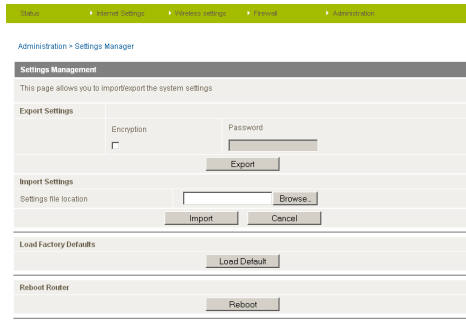 Status Internet Settings Wireless settings Firewall Administration
Administration > Settings Manager
Settings Management
This page allows you to import/export the system settings
Export Settings
Encryption Password
Export
Import Settings
Settings file location Browse..
Import Cancel
Load Factory Defaults
Load Default
Reboot Router
Reboot